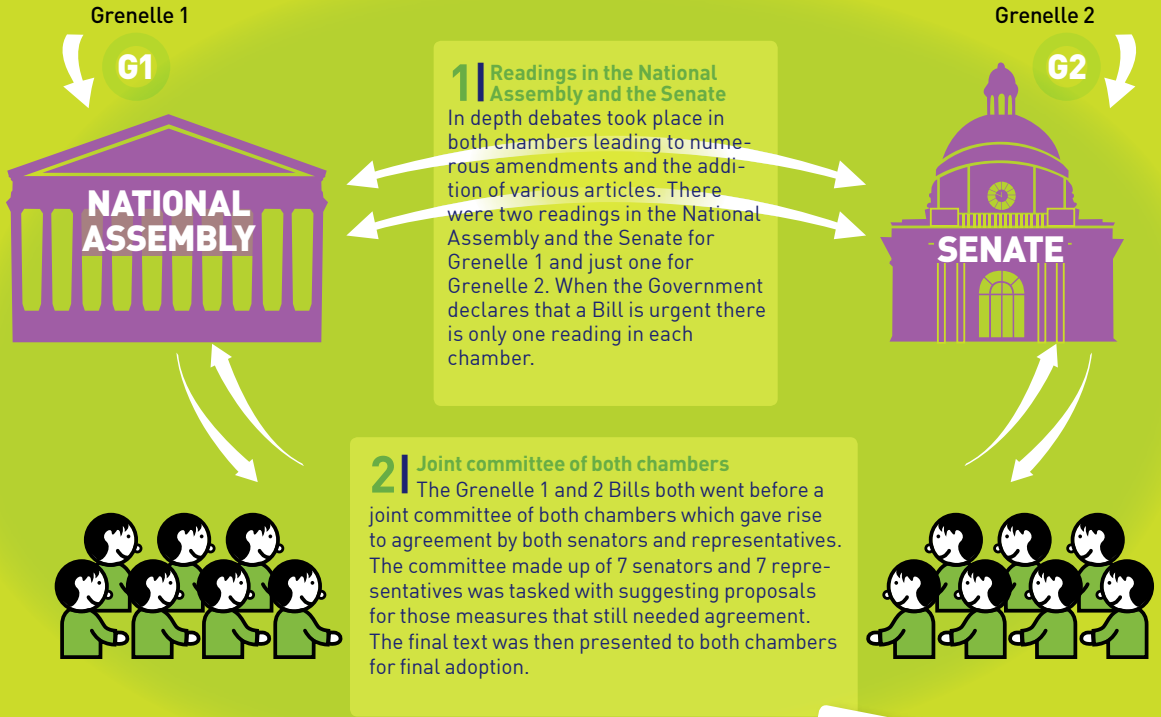 Grenelle 1
G1
NATIONAL
ASSEMBLY
1 Readings in the National
Assembly and the Senate
In depth debates took place in
both chambers leading to nume-
rous amendments and the addi-
tion of various articles. There
were two readings in the National
Assembly and the Senate for
Grenelle 1 and just one for
Grenelle 2. When the Government
declares that a Bill is urgent there
is only one reading in each
chamber.
Grenelle 2
G2
SENATE
2 Joint committee of both chambers
The Grenelle 1 and 2 Bills both went before a
joint committee of both chambers which gave rise
to agreement by both senators and representatives.
The committee made up of 7 senators and 7 repre-
sentatives was tasked with suggesting proposals
for those measures that still needed agreement.
The final text was then presented to both chambers
for final adoption.